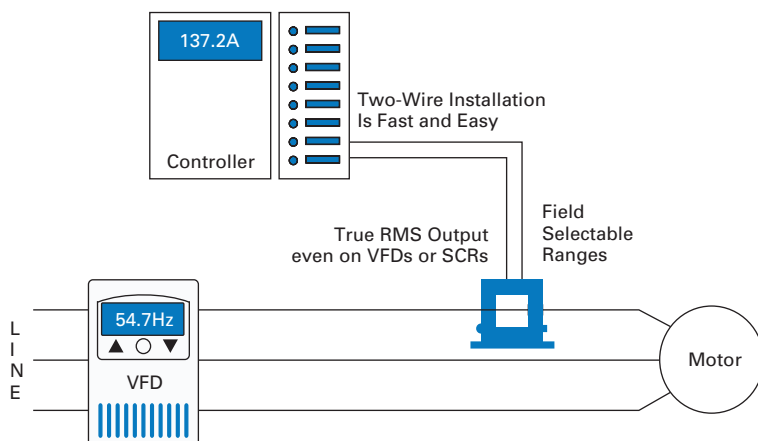 137.2A
Controller
Two-Wire Installation
Is Fast and Easy
True RMS Output
even on VFDs or SCRs
Field
Selectable
Ranges
LINE
54.7Hz
VFD
Motor